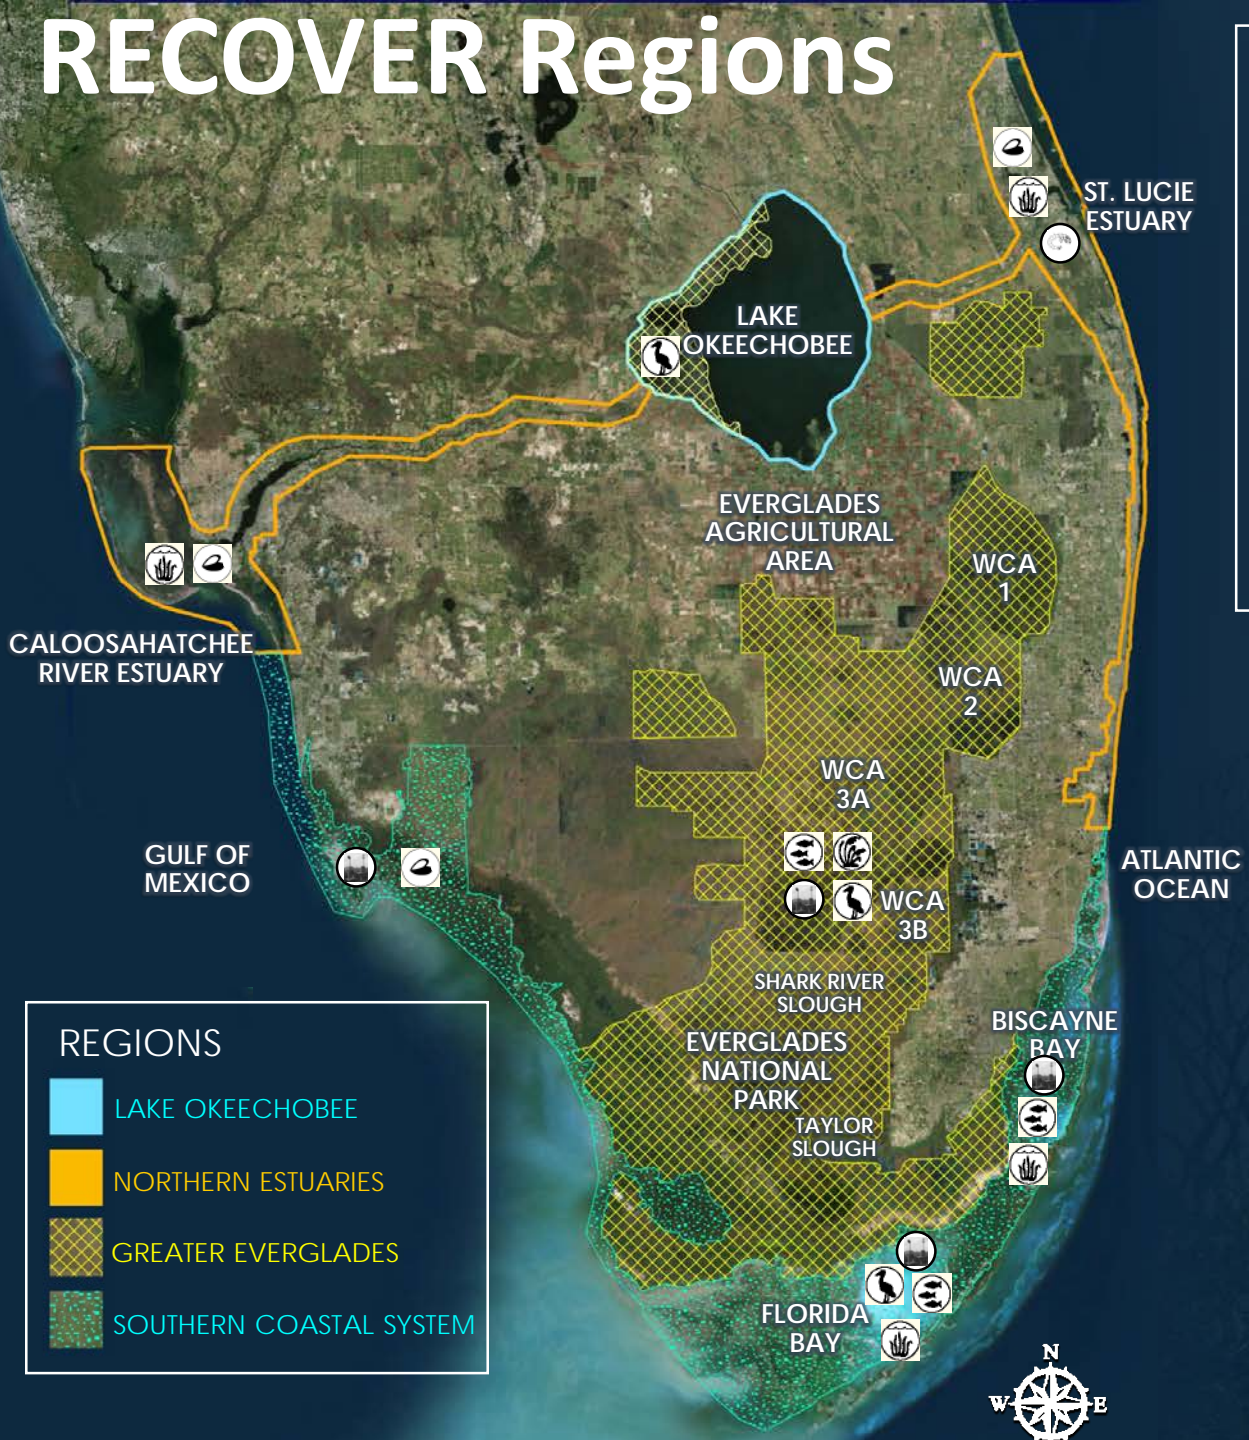 RECOVER Regions
ST. LUCIE
ESTUARY
LAKE
OKEECHOBEE
EVERGLADES
AGRICULTURAL
AREA
WCA
1
CALOOSAHATCHEE
RIVER ESTUARY
WCA
2
WCA
3A
GULF OF
MEXICO
ATLANTIC
OCEAN
WCA
3B
SHARK RIVER
SLOUGH
BISCAYNE
BAY
EVERGLADES
NATIONAL
PARK
TAYLOR
SLOUGH
FLORIDA
BAY
REGIONS
LAKE OKEECHOBEE
NORTHERN ESTUARIES
GREATER EVERGLADES
SOUTHERN COASTAL SYSTEM
N
W
E